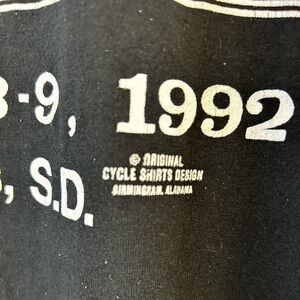 -9, 1992
, S.D.
© ORIGINAL
CYCLE SHIRTS DESIGN
BIRMINGHAM, ALABAMA